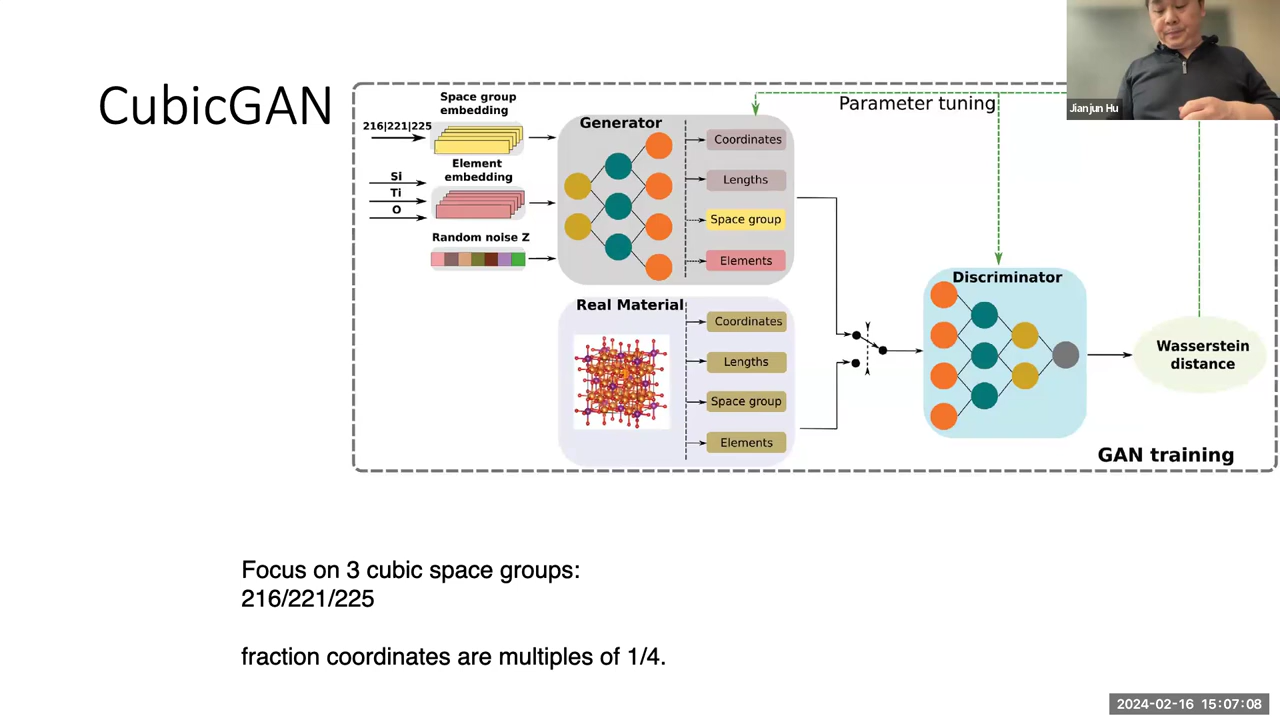 CubicGAN
Space group
embedding
216|221|225
Element
embedding
Si
Ti
O
Random noise Z
Generator
Coordinates
Lengths
Space group
Elements
Real Material
Coordinates
Lengths
Space group
Elements
Parameter tuning
Jianjun Hu
Discriminator
Wasserstein
distance
GAN training
Focus on 3 cubic space groups:
216/221/225
fraction coordinates are multiples of 1/4.
2024-02-16 15:07:08